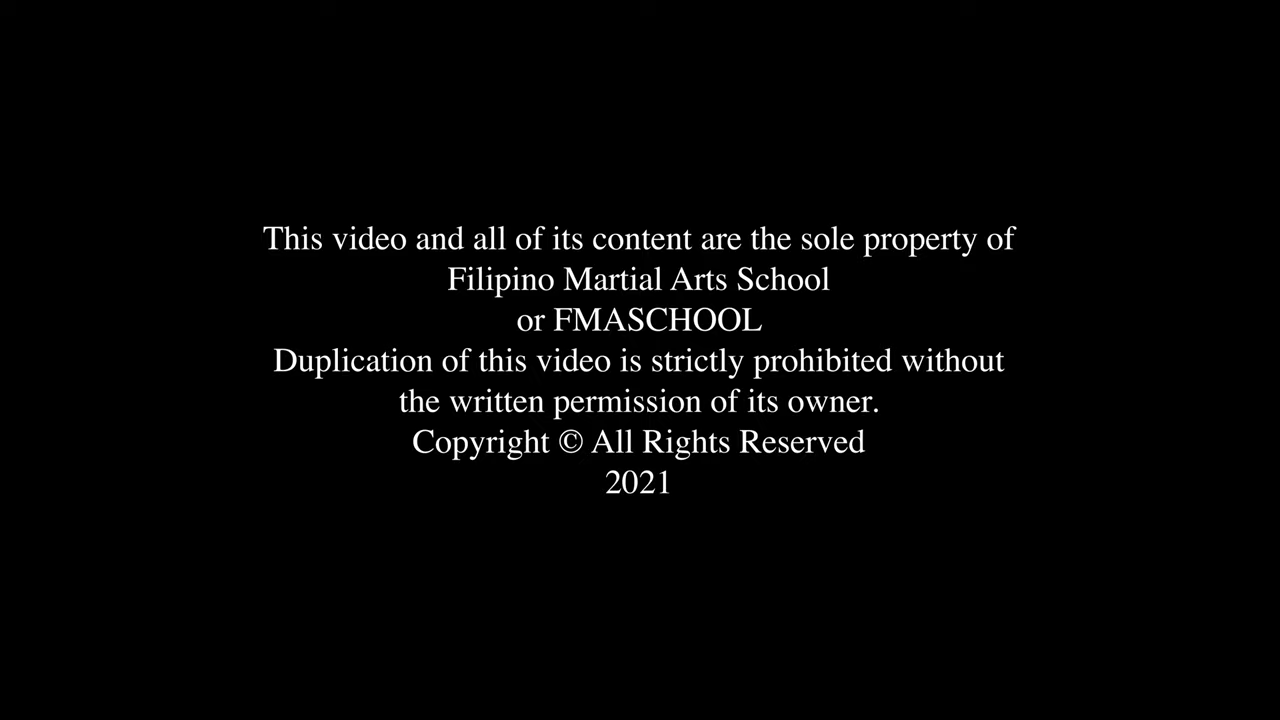 This video and all of its content are the sole property of
Filipino Martial Arts School
or FMASCHOOL
Duplication of this video is strictly prohibited without
the written permission of its owner.
Copyright © All Rights Reserved
2021